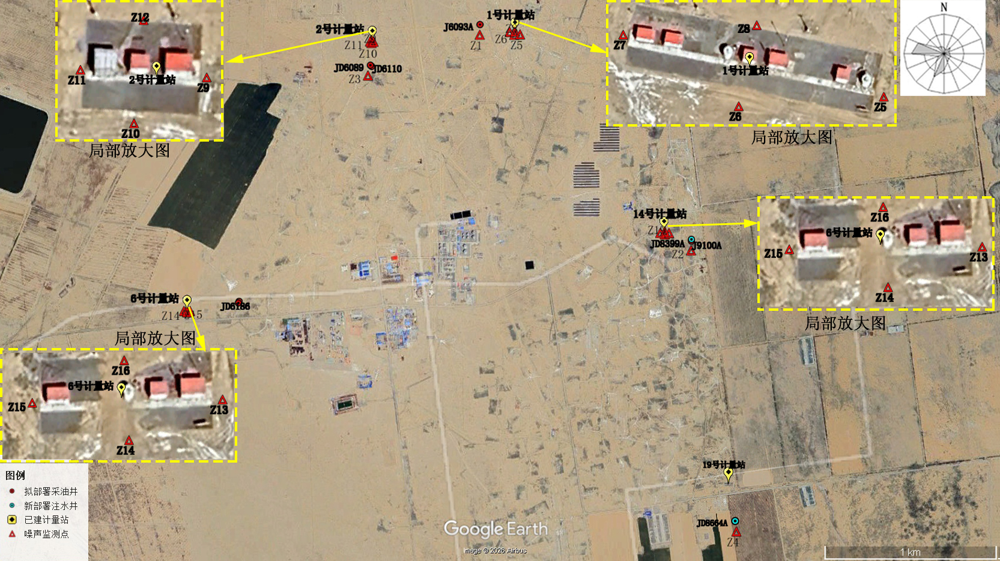 Z12
Z11
2号计量站
Z9
Z10
局部放大图
2号计量站
Z11
Z10
JD6089
JD6110
Z3
J6093A
Z1
1号计量站
Z6
Z5
Z7
Z8
1号计量站
Z6
Z5
局部放大图
N
14号计量站
JD8399A
J9100A
Z2
Z16
6号计量站
Z15
Z13
Z14
局部放大图
6号计量站
Z14
JD6186
局部放大图
Z16
6号计量站
Z15
Z13
Z14
19号计量站
JD8664A
Z4
图例
拟部署采油井
新部署注水井
已建计量站
噪声监测点
Google Earth
Image © 2026 Airbus
1 km